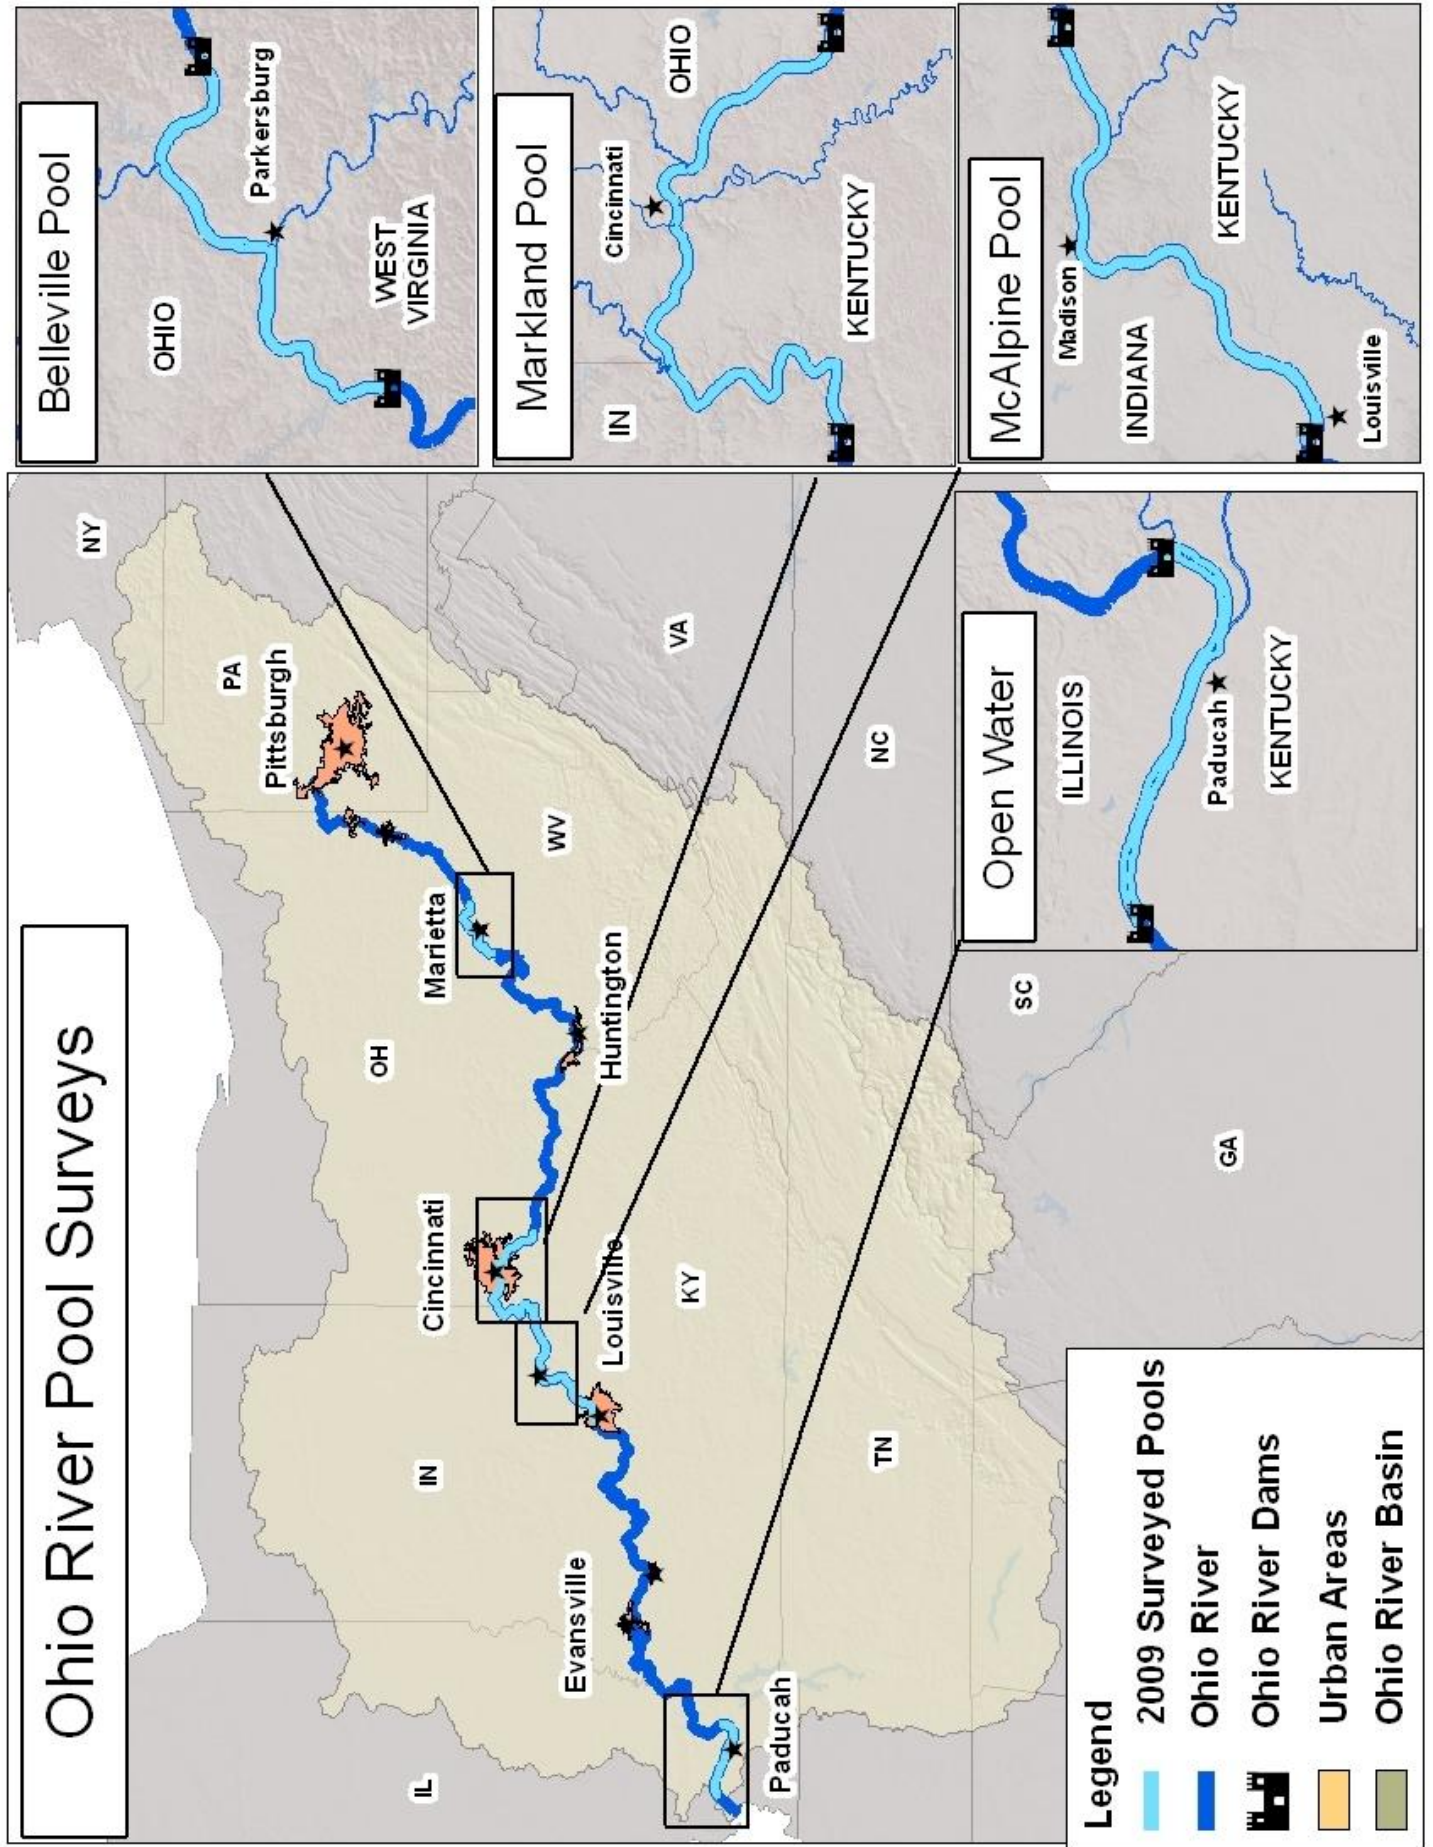 Ohio River Pool Surveys
NY
PA
Pittsburgh
OH
Marietta
WV
VA
Huntington
Cincinnati
IN
Louisville
KY
NC
SC
GA
TN
IL
Evansville
Paducah
Legend
2009 Surveyed Pools
Ohio River
Ohio River Dams
Urban Areas
Ohio River Basin
Belleville Pool
OHIO
Parkersburg
WEST
VIRGINIA
Markland Pool
IN
Cincinnati
OHIO
KENTUCKY
McAlpine Pool
Madison
INDIANA
KENTUCKY
Louisville
Open Water
ILLINOIS
Paducah
KENTUCKY